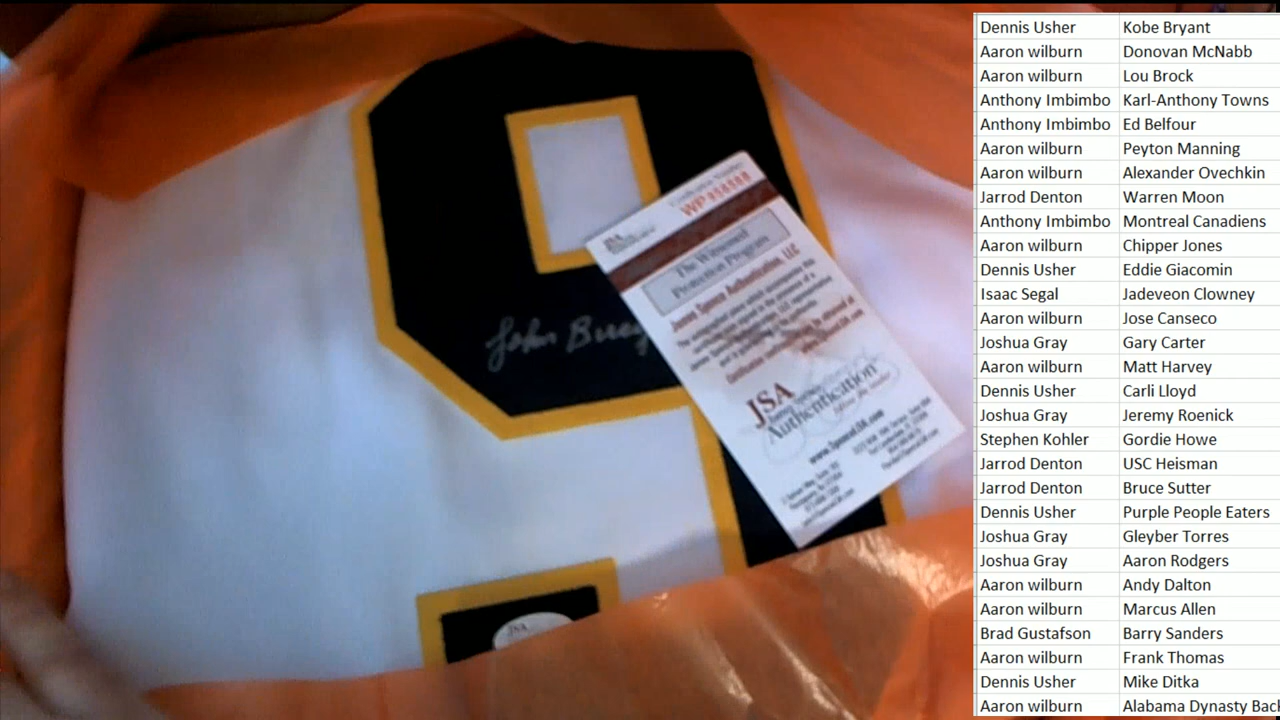 John Bucy
WP
The Witnessed
Protection Program
James Spence Authentication, LLC
JSA
Authentication
www.SpenceJSA.com
JSA
Dennis Usher Kobe Bryant
Aaron wilburn Donovan McNabb
Aaron wilburn Lou Brock
Anthony Imbimbo Karl-Anthony Towns
Anthony Imbimbo Ed Belfour
Aaron wilburn Peyton Manning
Aaron wilburn Alexander Ovechkin
Jarrod Denton Warren Moon
Anthony Imbimbo Montreal Canadiens
Aaron wilburn Chipper Jones
Dennis Usher Eddie Giacomin
Isaac Segal Jadeveon Clowney
Aaron wilburn Jose Canseco
Joshua Gray Gary Carter
Aaron wilburn Matt Harvey
Dennis Usher Carli Lloyd
Joshua Gray Jeremy Roenick
Stephen Kohler Gordie Howe
Jarrod Denton USC Heisman
Jarrod Denton Bruce Sutter
Dennis Usher Purple People Eaters
Joshua Gray Gleyber Torres
Joshua Gray Aaron Rodgers
Aaron wilburn Andy Dalton
Aaron wilburn Marcus Allen
Brad Gustafson Barry Sanders
Aaron wilburn Frank Thomas
Dennis Usher Mike Ditka
Aaron wilburn Alabama Dynasty Back